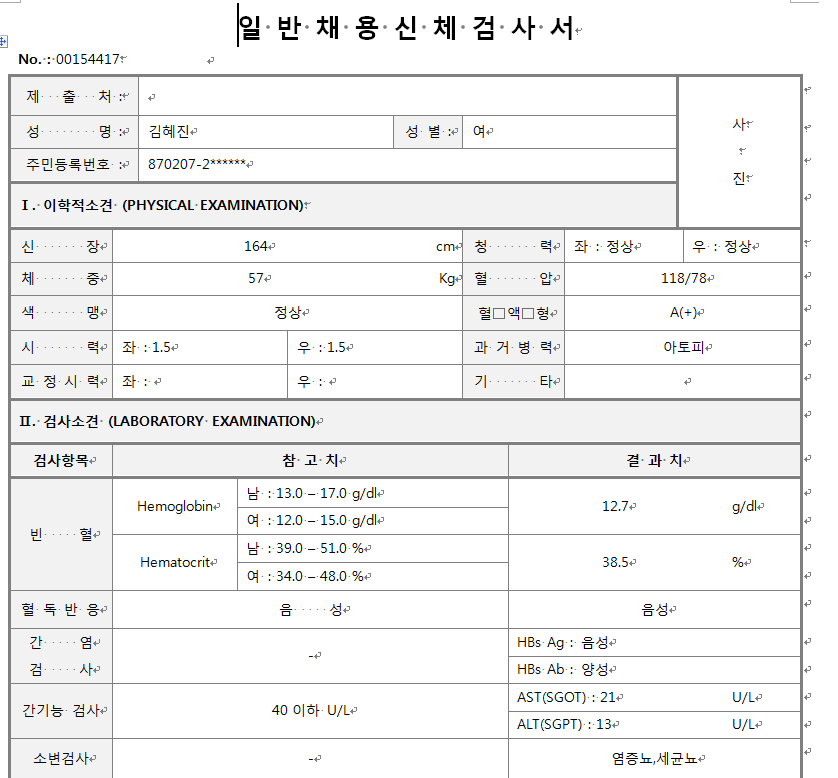 일 반 채 용 신 체 검 사 서
No. : 00154417
제 출 처 :
사
진
성 명 : 김혜진 성 별 : 여
주민등록번호 : 870207-2******
Ⅰ. 이학적소견 (PHYSICAL EXAMINATION)
신 장 164 cm 청 력 좌 : 정상 우 : 정상
체 중 57 Kg 혈 압 118/78
색 맹 정상 혈□액□형 A(+)
시 력 좌 : 1.5 우 : 1.5 과 거 병 력 아토피
교 정 시 력 좌 : 우 : 기 타
Ⅱ. 검사소견 (LABORATORY EXAMINATION)
검사항목 참 고 치 결 과 치
빈 혈 Hemoglobin 남 : 13.0 – 17.0 g/dl 12.7 g/dl
여 : 12.0 – 15.0 g/dl
Hematocrit 남 : 39.0 – 51.0 % 38.5 %
여 : 34.0 – 48.0 %
혈 독 반 응 음 성 음성
간 염 - HBs Ag : 음성
검 사 HBs Ab : 양성
간기능 검사 40 이하 U/L AST(SGOT) : 21 U/L
ALT(SGPT) : 13 U/L
소변검사 - 염증뇨,세균뇨